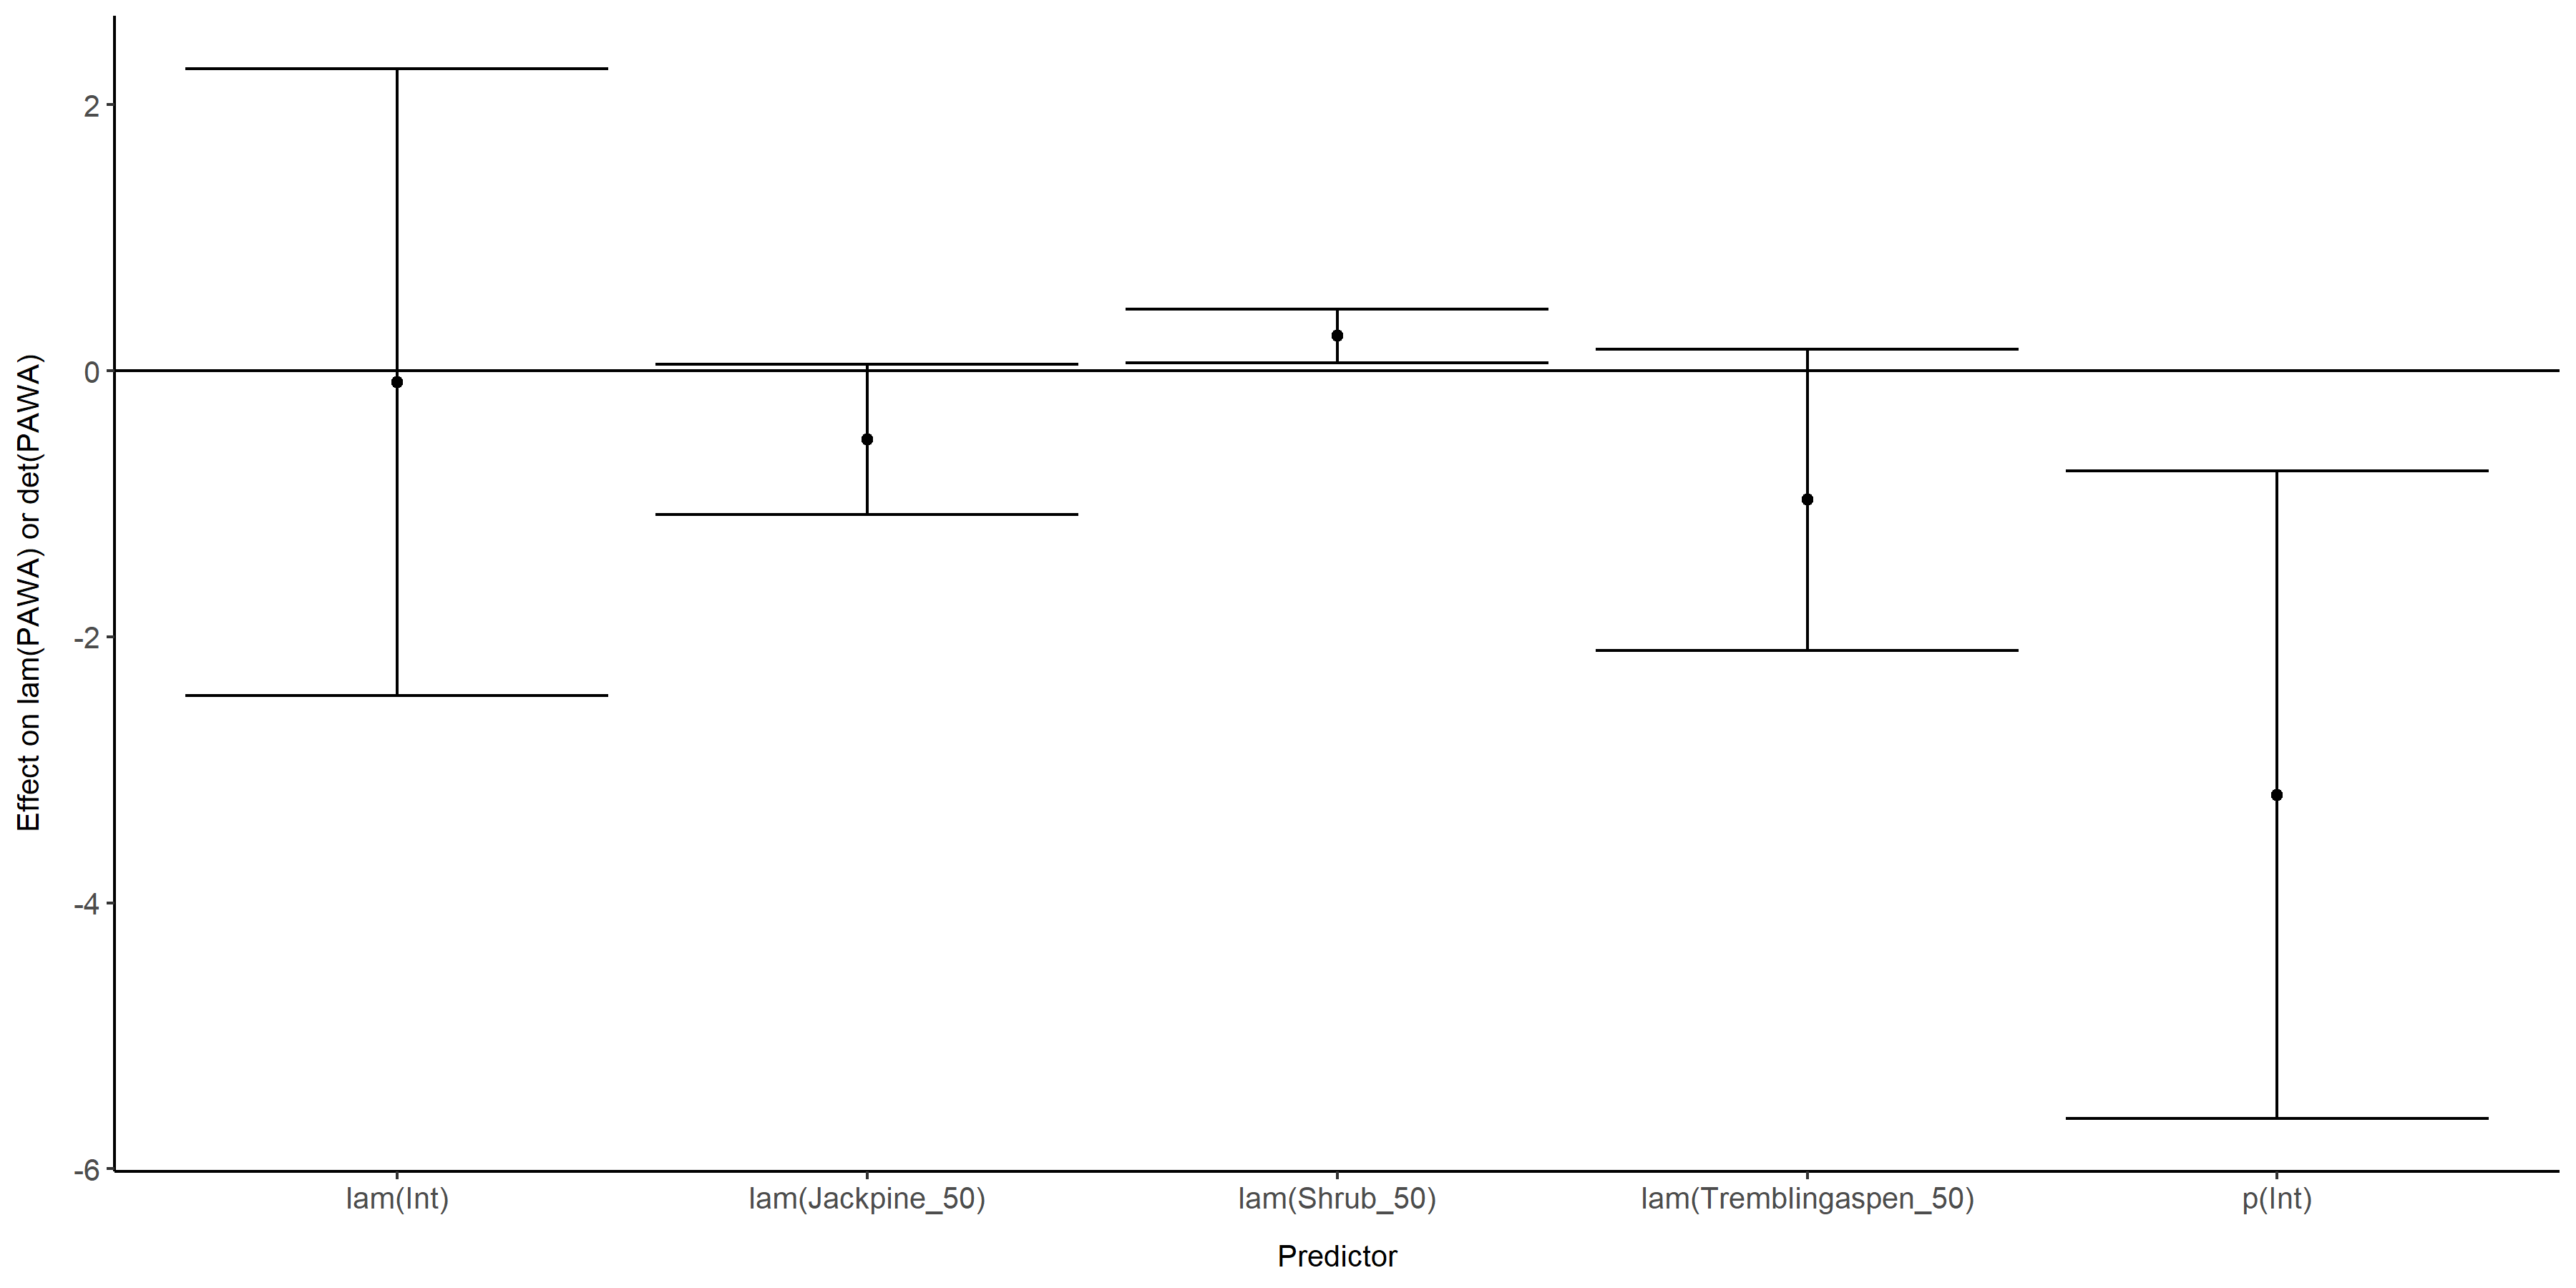 Effect on lam(PAWA) or det(PAWA)
2
0
-2
-4
-6
lam(Int) lam(Jackpine_50) lam(Shrub_50) lam(Tremblingaspen_50) p(Int)
Predictor